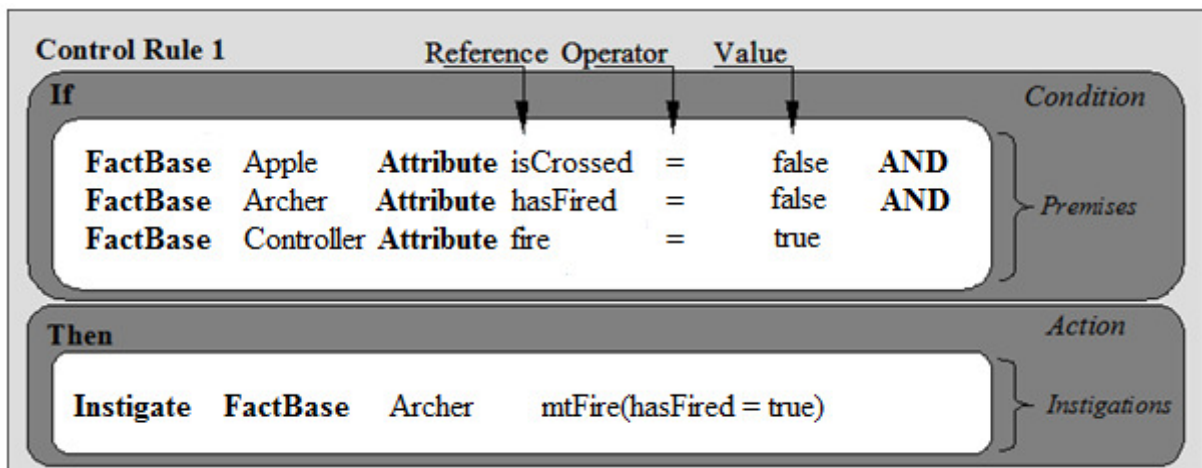 Control Rule 1 Reference Operator Value
If Condition
FactBase Apple Attribute isCrossed = false AND
FactBase Archer Attribute hasFired = false AND
FactBase Controller Attribute fire = true
Premises
Then Action
Instigate FactBase Archer mtFire(hasFired = true)
Instigations